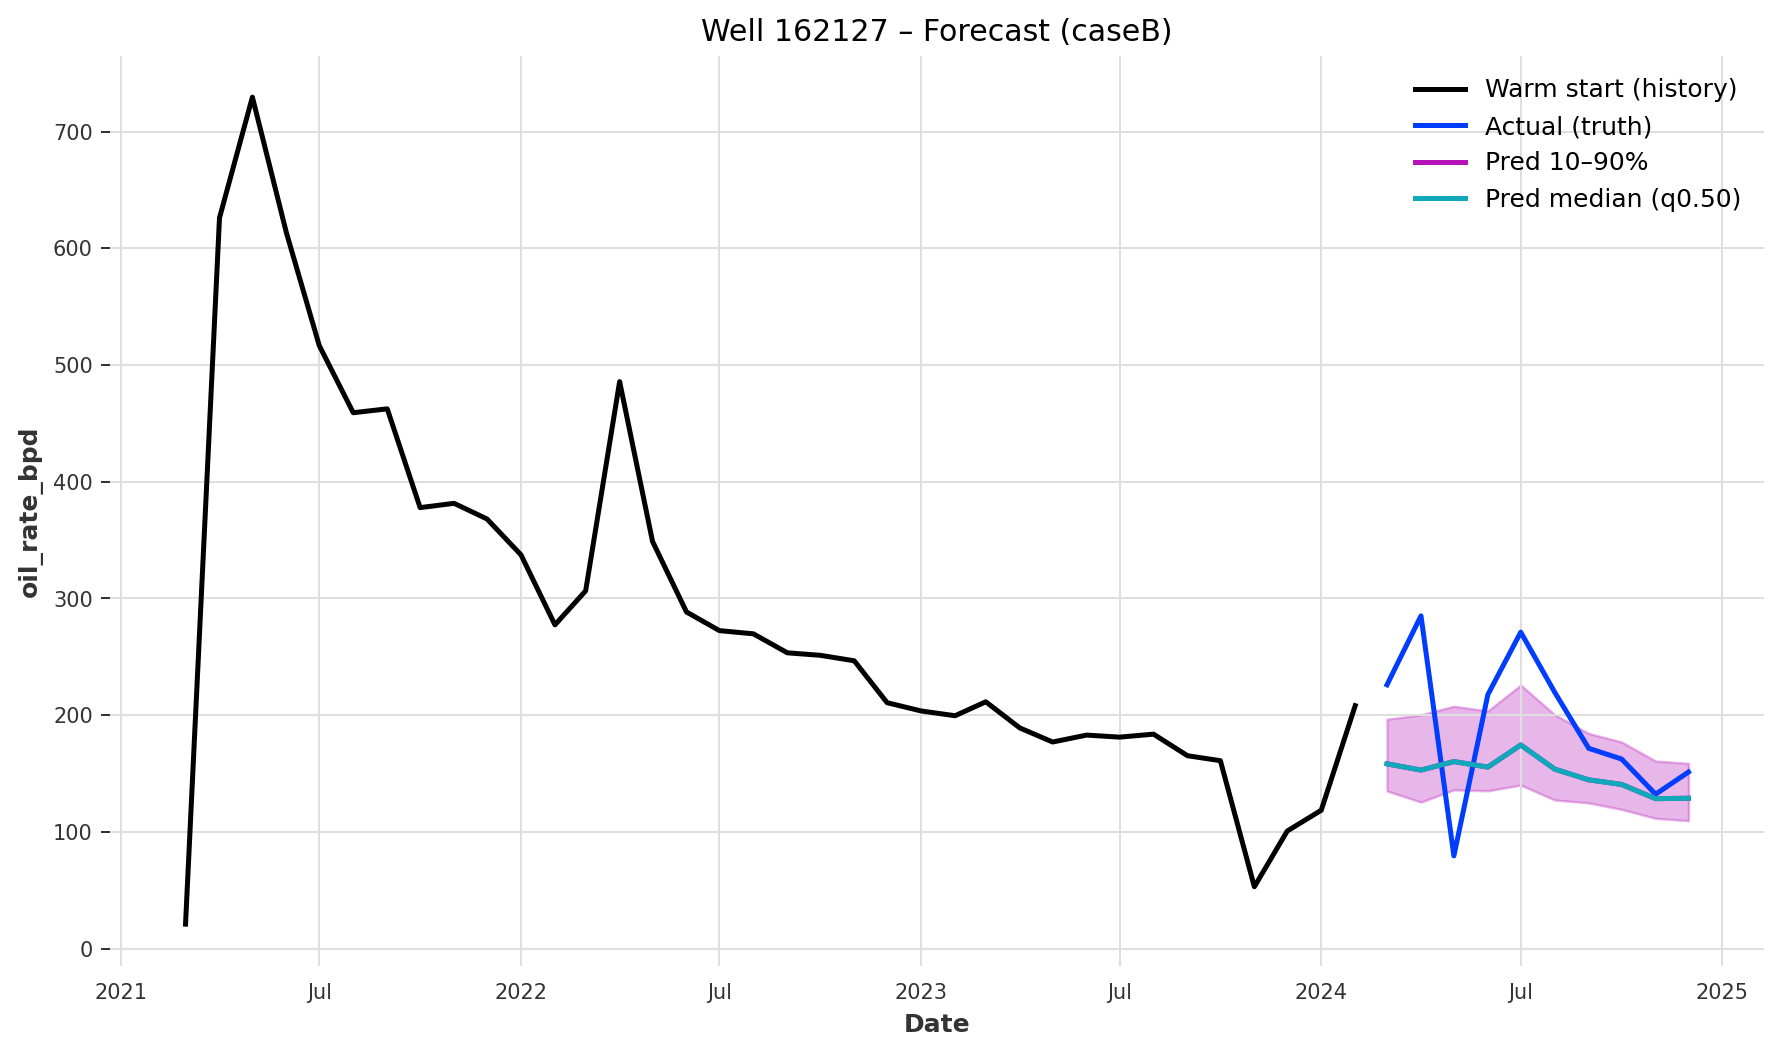 Well 162127 – Forecast (caseB)
Warm start (history)
Actual (truth)
Pred 10–90%
Pred median (q0.50)
oil_rate_bpd
700
600
500
400
300
200
100
0
2021
Jul
2022
Jul
2023
Jul
2024
Jul
2025
Date